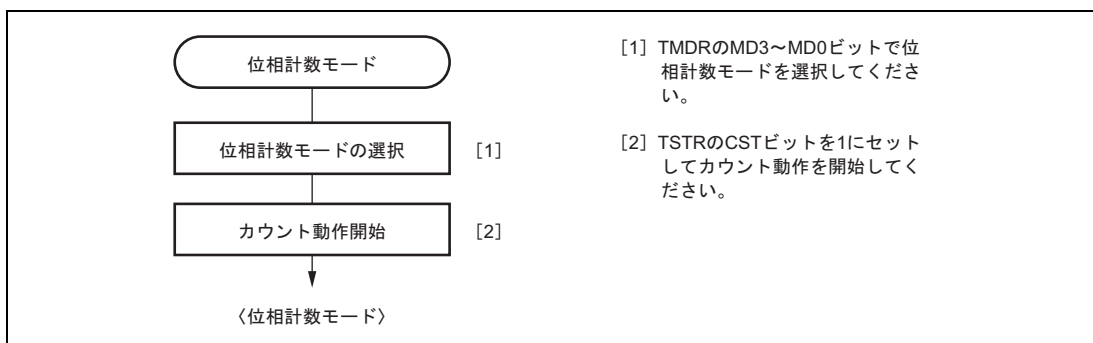 位相計数モード
位相計数モードの選択 [1]
カウント動作開始 [2]
〈位相計数モード〉
[1] TMDRのMD3～MD0ビットで位
相計数モードを選択してくださ
い。
[2] TSTRのCSTビットを1にセット
してカウント動作を開始してく
ださい。